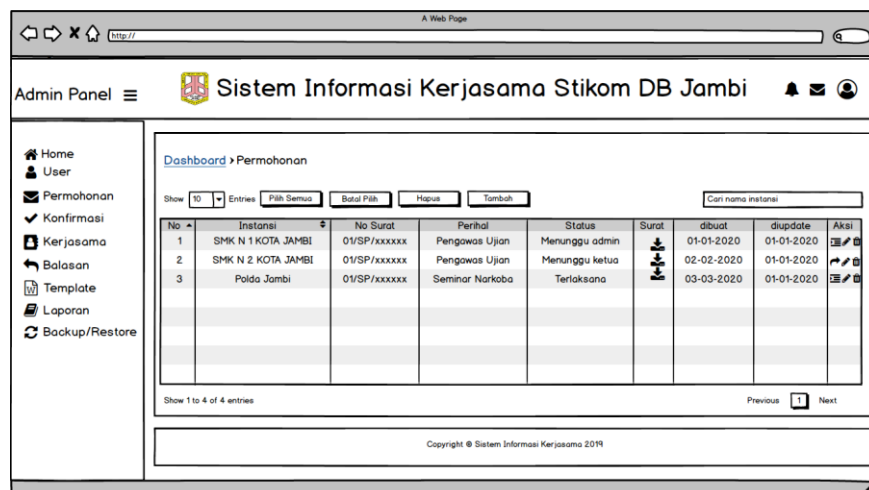 A Web Page
http://
Admin Panel
Sistem Informasi Kerjasama Stikom DB Jambi
Home
User
Permohonan
Konfirmasi
Kerjasama
Balasan
Template
Laporan
Backup/Restore
Dashboard > Permohonan
Show 10 Entries Pilih Semua Batal Pilih Hapus Tambah Cari nama instansi
No Instansi No Surat Perihal Status Surat dibuat diupdate Aksi
1 SMK N 1 KOTA JAMBI 01/SP/xxxxxx Pengawas Ujian Menunggu admin 01-01-2020 01-01-2020
2 SMK N 2 KOTA JAMBI 01/SP/xxxxxx Pengawas Ujian Menunggu ketua 02-02-2020 01-01-2020
3 Polda Jambi 01/SP/xxxxxx Seminar Narkoba Terlaksana 03-03-2020 01-01-2020
Show 1 to 4 of 4 entries Previous 1 Next
Copyright © Sistem Informasi Kerjasama 2019